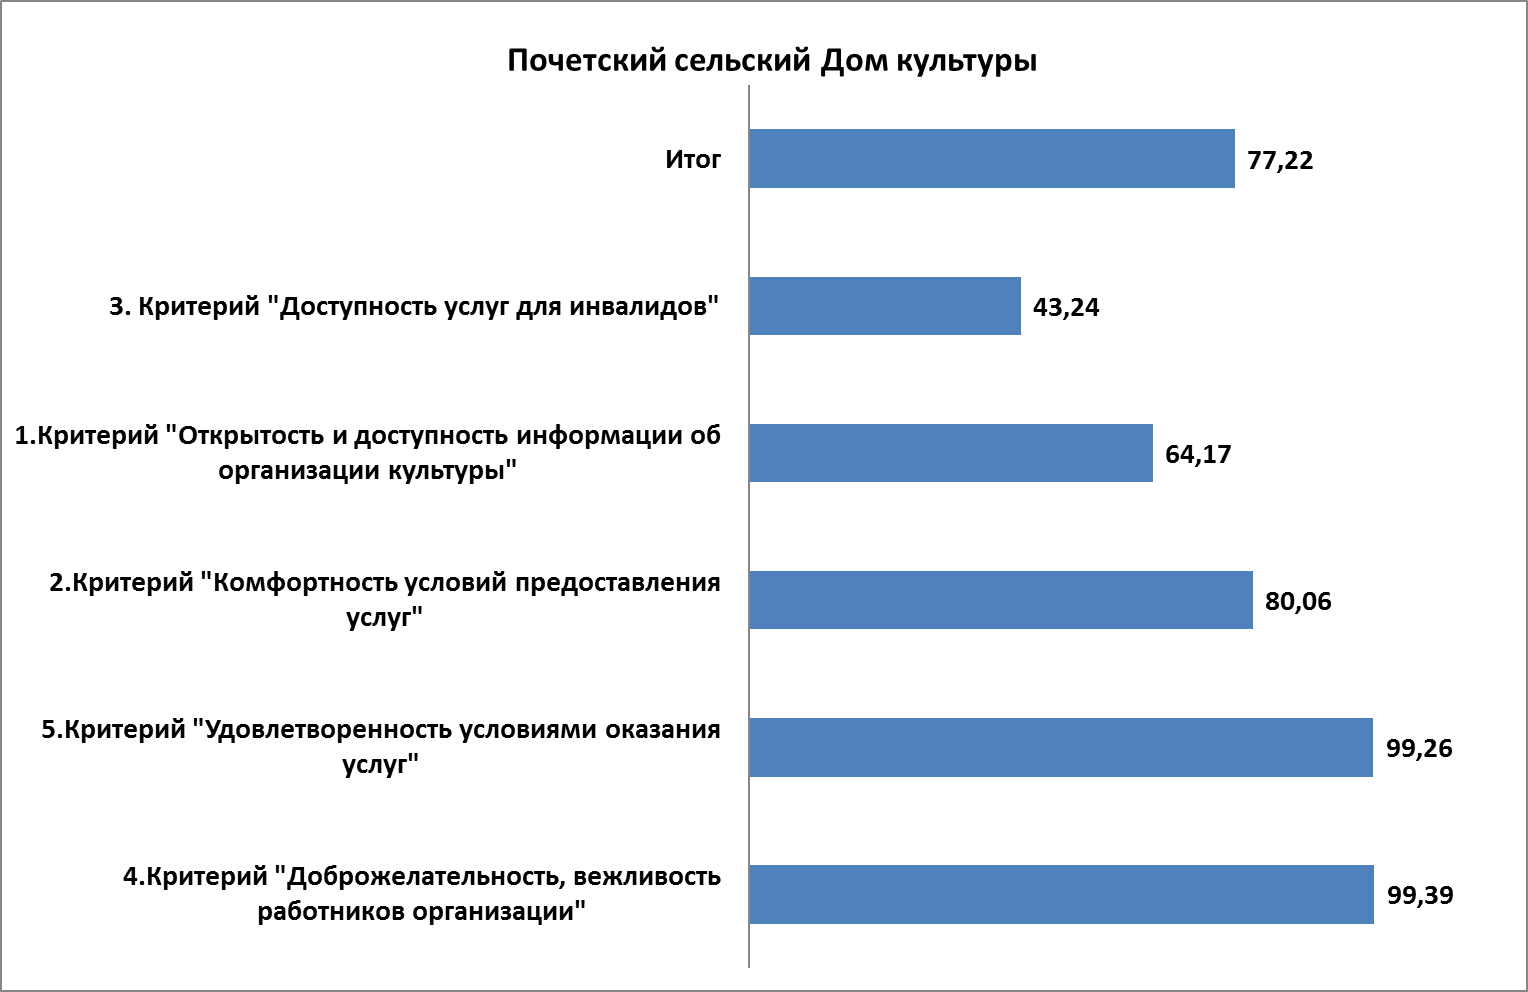 Почетский сельский Дом культуры
Итог
77,22
3. Критерий "Доступность услуг для инвалидов"
43,24
1.Критерий "Открытость и доступность информации об
организации культуры"
64,17
2.Критерий "Комфортность условий предоставления
услуг"
80,06
5.Критерий "Удовлетворенность условиями оказания
услуг"
99,26
4.Критерий "Доброжелательность, вежливость
работников организации"
99,39